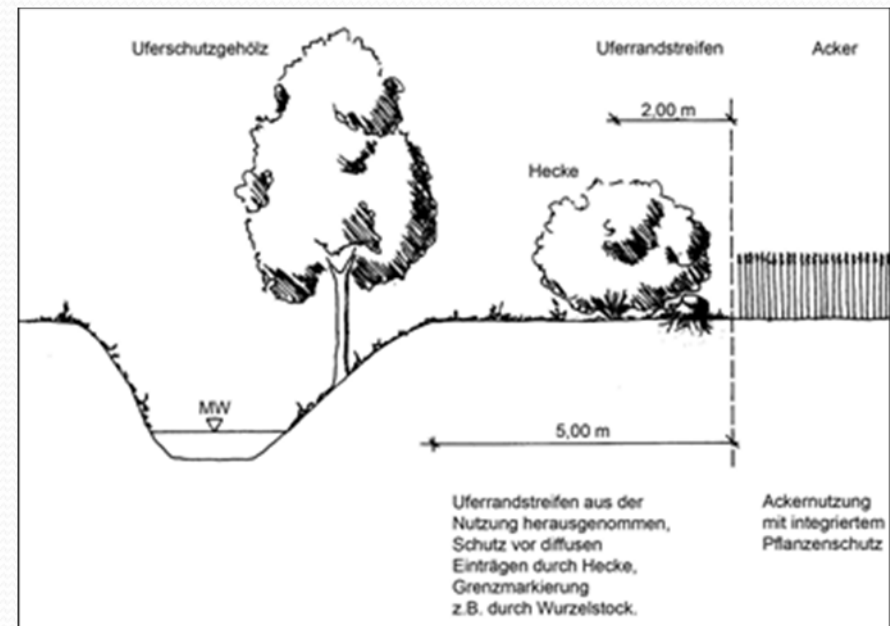 Uferschutzgehölz
Uferrandstreifen
Acker
2,00 m
Hecke
MW
5,00 m
Uferrandstreifen aus der
Nutzung herausgenommen,
Schutz vor diffusen
Einträgen durch Hecke,
Grenzmarkierung
z.B. durch Wurzelstock.
Ackernutzung
mit integriertem
Pflanzenschutz